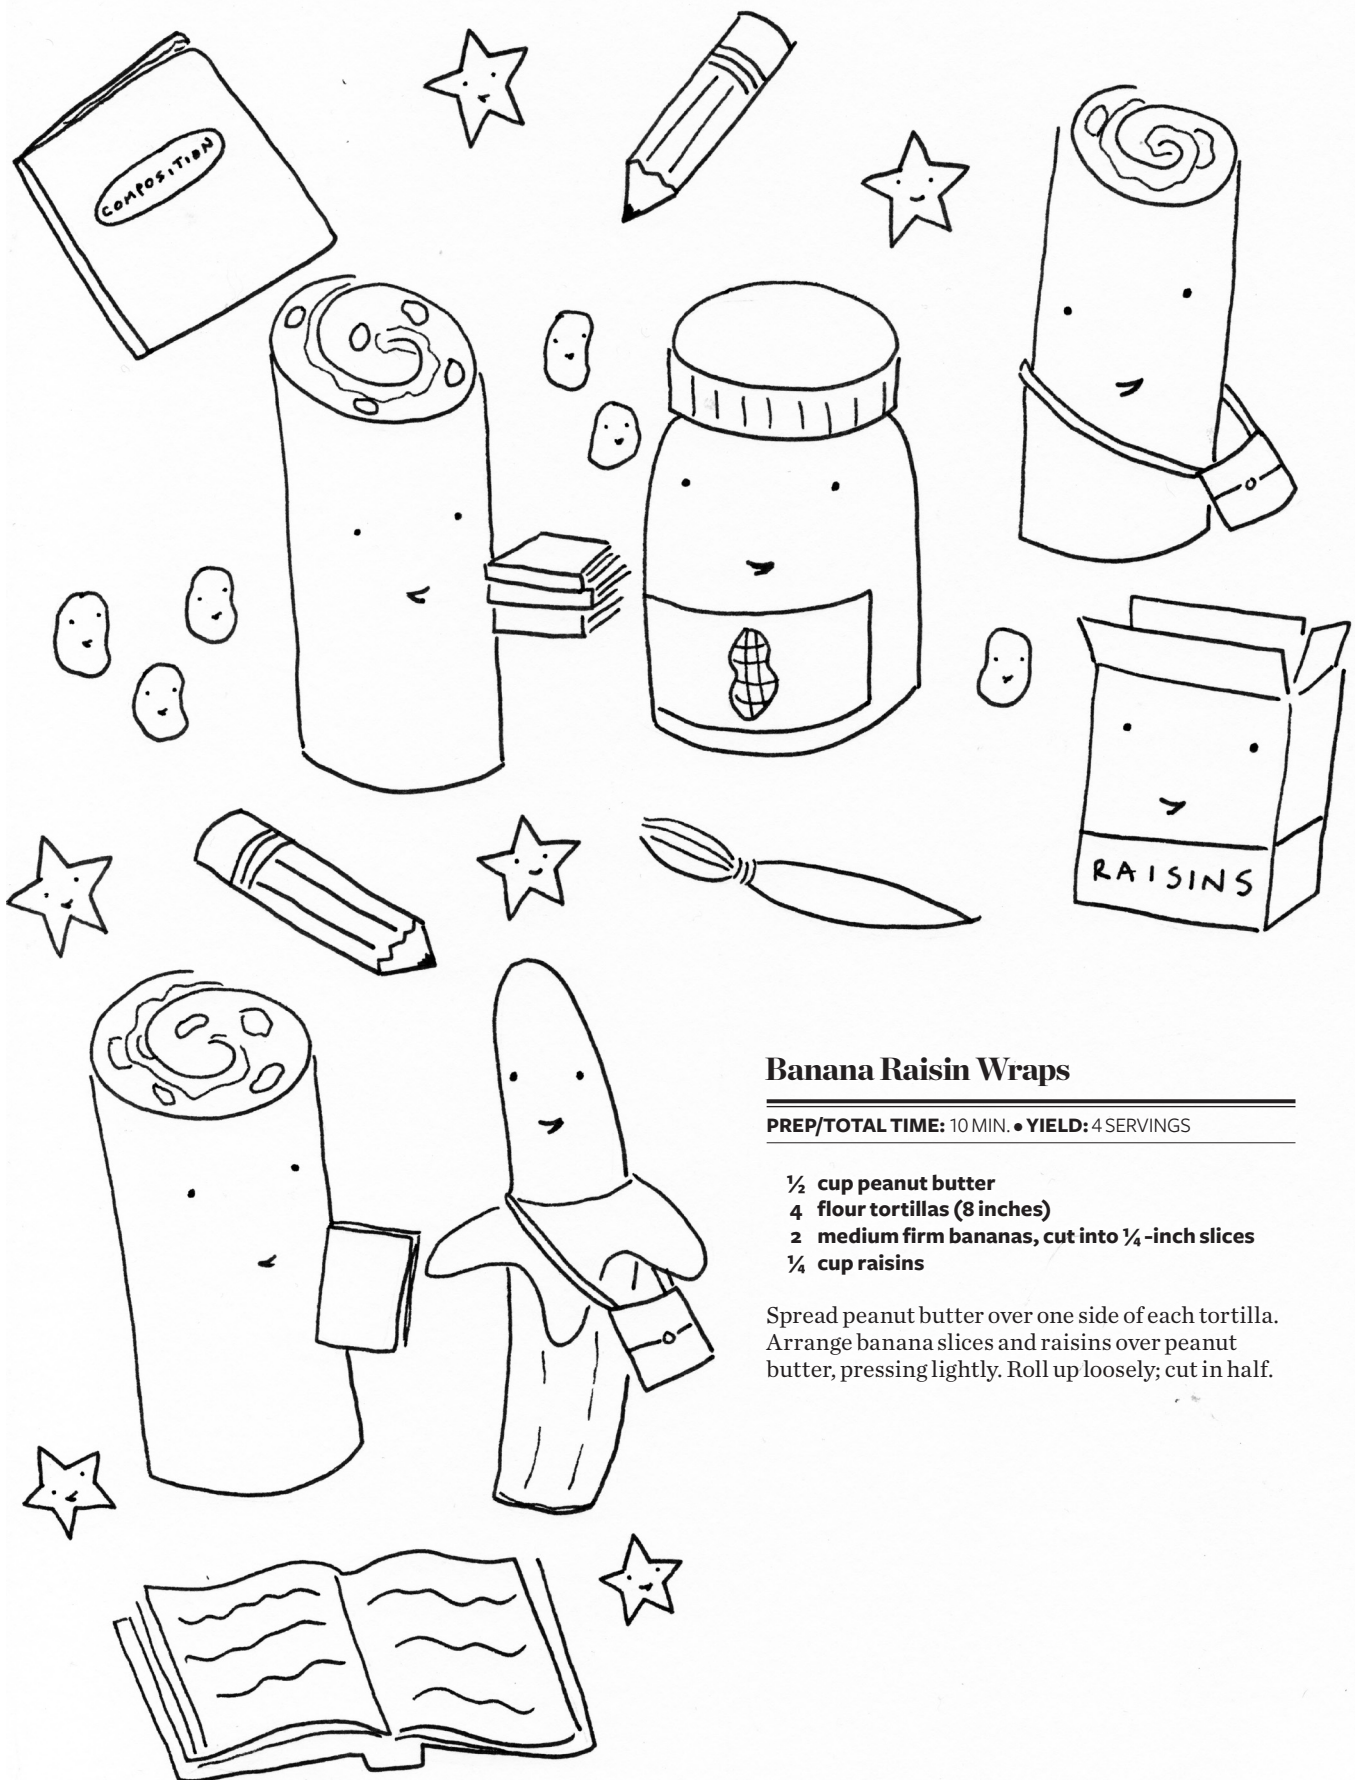 COMPOSITION
RAISINS
Banana Raisin Wraps
PREP/TOTAL TIME: 10 MIN. • YIELD: 4 SERVINGS
½ cup peanut butter
4 flour tortillas (8 inches)
2 medium firm bananas, cut into ¼ -inch slices
¼ cup raisins
Spread peanut butter over one side of each tortilla.
Arrange banana slices and raisins over peanut
butter, pressing lightly. Roll up loosely; cut in half.